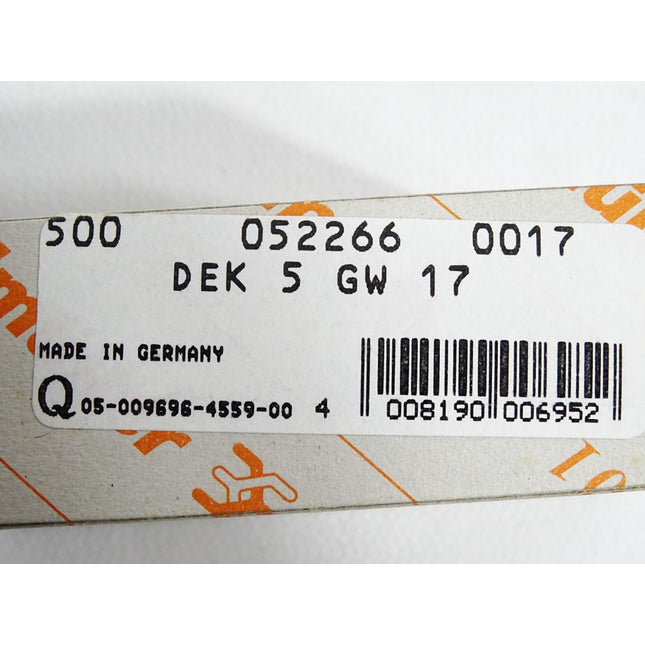 500 052266 0017
DEK 5 GW 17
MADE IN GERMANY
Q 05-009696-4559-00 4
008190 006952